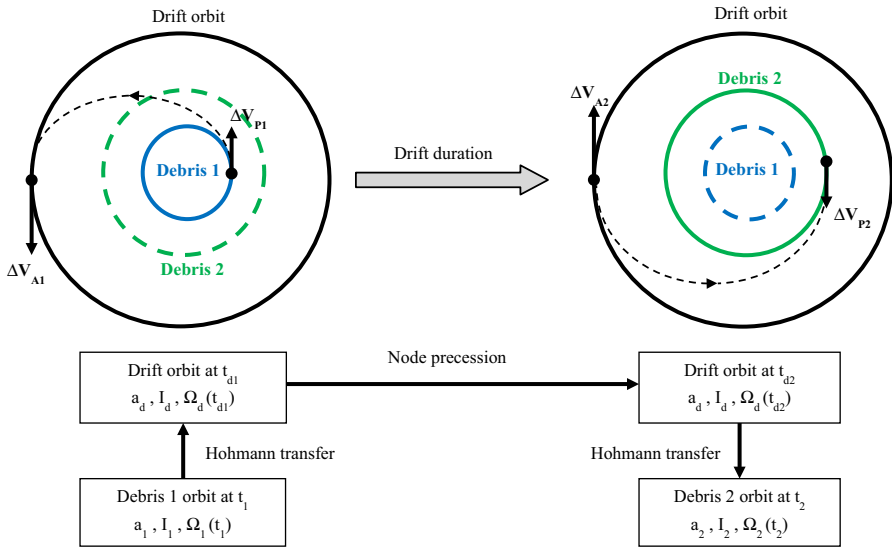 Drift orbit
ΔV_P1
Debris 1
Debris 2
ΔV_A1
Drift duration
Drift orbit
Debris 2
ΔV_A2
Debris 1
ΔV_P2
Drift orbit at t_d1
a_d , I_d , Ω_d (t_d1)
Node precession
Drift orbit at t_d2
a_d , I_d , Ω_d (t_d2)
Hohmann transfer
Hohmann transfer
Debris 1 orbit at t_1
a_1 , I_1 , Ω_1 (t_1)
Debris 2 orbit at t_2
a_2 , I_2 , Ω_2 (t_2)